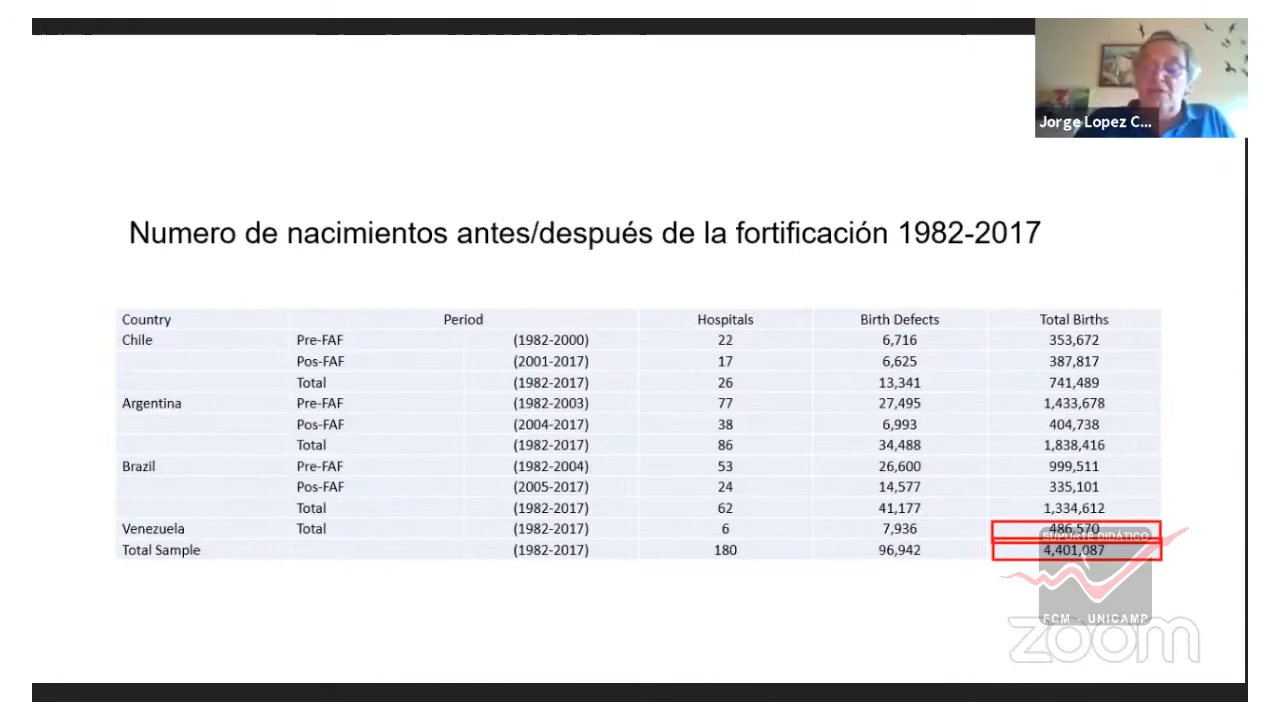 Jorge Lopez C...
Numero de nacimientos antes/después de la fortificación 1982-2017
Country Period Hospitals Birth Defects Total Births
Chile Pre-FAF (1982-2000) 22 6,716 353,672
Pos-FAF (2001-2017) 17 6,625 387,817
Total (1982-2017) 26 13,341 741,489
Argentina Pre-FAF (1982-2003) 77 27,495 1,433,678
Pos-FAF (2004-2017) 38 6,993 404,738
Total (1982-2017) 86 34,488 1,838,416
Brazil Pre-FAF (1982-2004) 53 26,600 999,511
Pos-FAF (2005-2017) 24 14,577 335,101
Total (1982-2017) 62 41,177 1,334,612
Venezuela Total (1982-2017) 6 7,936 486,570
Total Sample (1982-2017) 180 96,942 4,401,087
SUPORTE DIDÁTICO
FCM - UNICAMP
zoom